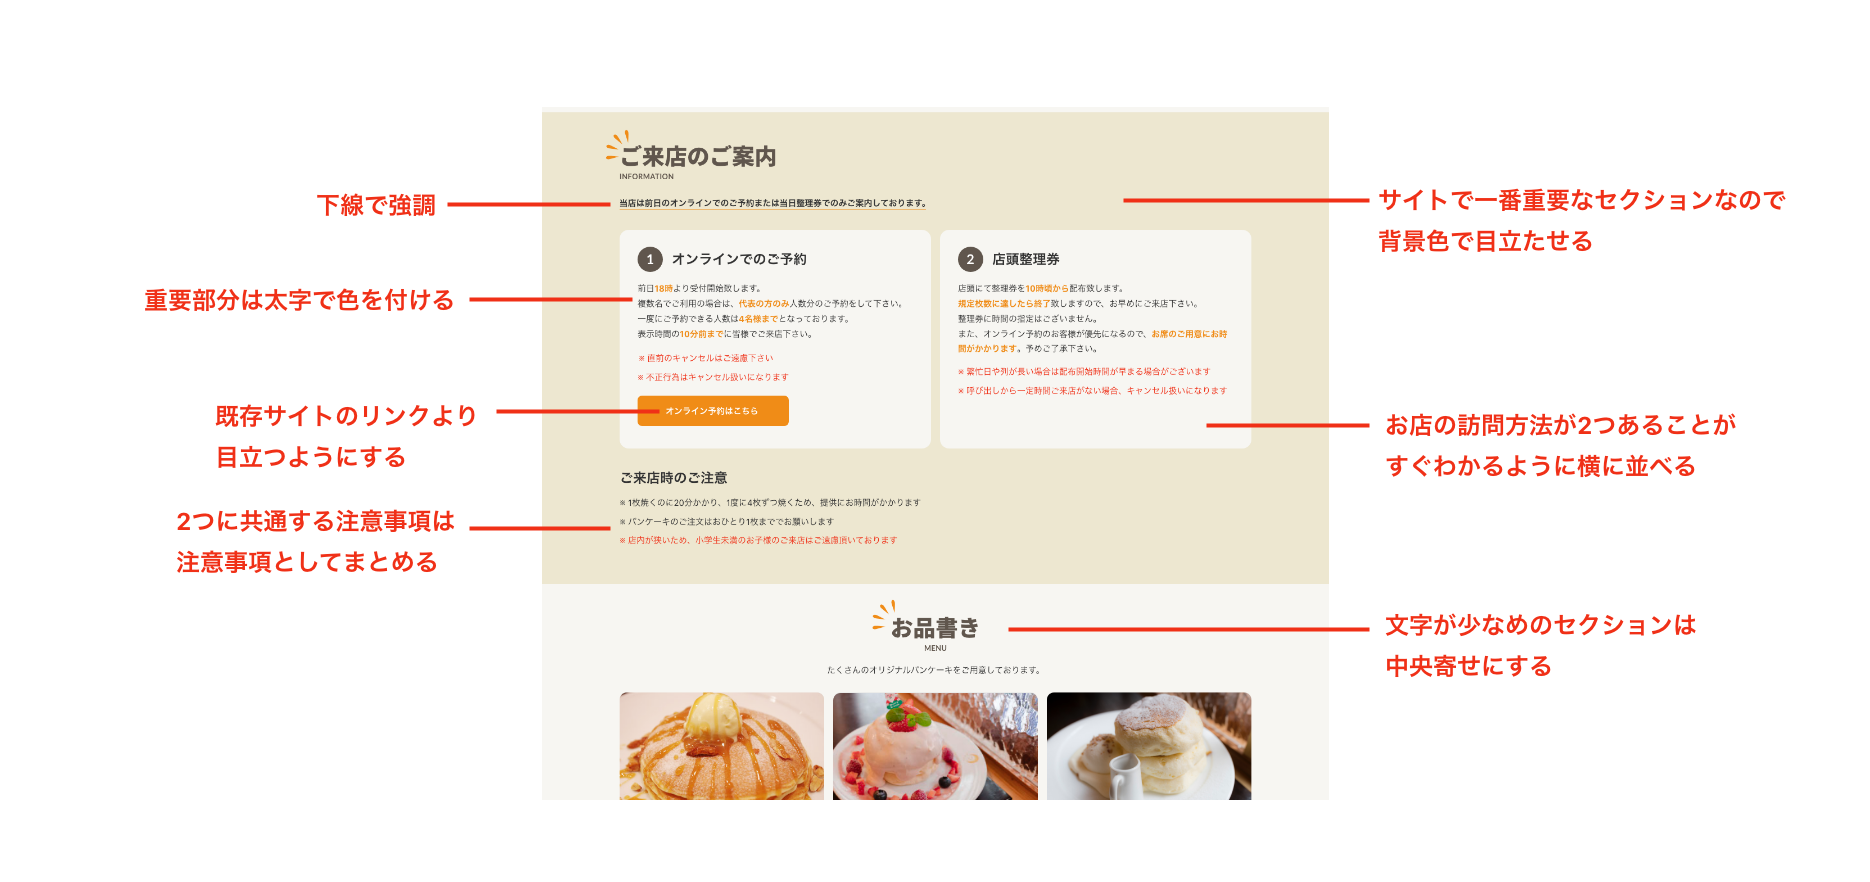 ご来店のご案内
INFORMATION
下線で強調
当店は前日のオンラインでのご予約または当日整理券でのみご案内しております。
サイトで一番重要なセクションなので
背景色で目立たせる
1 オンラインでのご予約
重要部分は太字で色を付ける
前日18時より受付開始致します。
複数名でご利用の場合は、代表の方のみ人数分のご予約をして下さい。
一度にご予約できる人数は4名様までとなっております。
表示時間の10分前までに皆様でご来店下さい。
※ 直前のキャンセルはご遠慮下さい
※ 不正行為はキャンセル扱いになります
既存サイトのリンクより
目立つようにする
オンライン予約はこちら
2 店頭整理券
店頭にて整理券を10時頃から配布致します。
規定枚数に達したら終了致しますので、お早めにご来店下さい。
整理券に時間の指定はございません。
また、オンライン予約のお客様が優先になるので、お席のご用意にお時
間がかかります。予めご了承下さい。
※ 繁忙日や列が長い場合は配布開始時間が早まる場合がございます
※ 呼び出しから一定時間ご来店がない場合、キャンセル扱いになります
お店の訪問方法が2つあることが
すぐわかるように横に並べる
2つに共通する注意事項は
注意事項としてまとめる
ご来店時のご注意
※ 1枚焼くのに20分かかり、1度に4枚ずつ焼くため、提供にお時間がかかります
※ パンケーキのご注文はおひとり1枚まででお願いします
※ 店内が狭いため、小学生未満のお子様のご来店はご遠慮頂いております
お品書き
MENU
文字が少なめのセクションは
中央寄せにする
たくさんのオリジナルパンケーキをご用意しております。